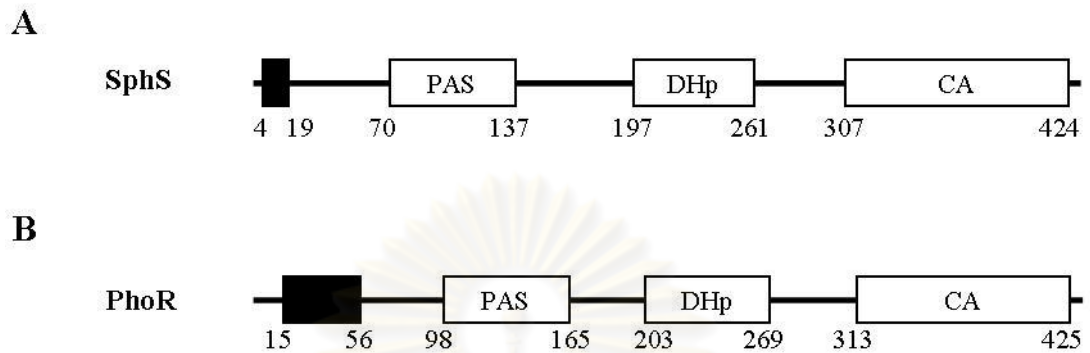 A
SphS PAS DHp CA
4 19 70 137 197 261 307 424
B
PhoR PAS DHp CA
15 56 98 165 203 269 313 425